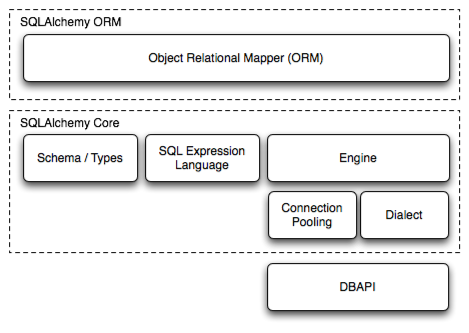 SQLAlchemy ORM
Object Relational Mapper (ORM)
SQLAlchemy Core
Schema / Types
SQL Expression
Language
Engine
Connection
Pooling
Dialect
DBAPI